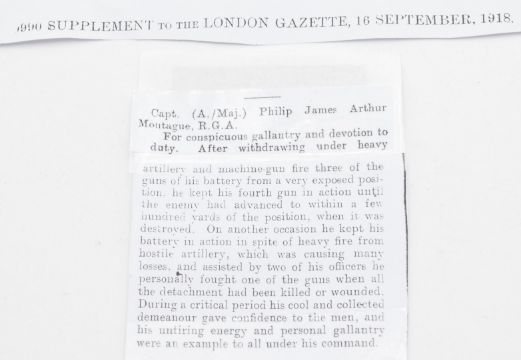 SUPPLEMENT TO THE LONDON GAZETTE, 16 SEPTEMBER, 1918.
Capt. (A./Maj.) Philip James Arthur
Montague, R.G.A.
For conspicuous gallantry and devotion to
duty. After withdrawing under heavy
artillery and machine-gun fire three of the
guns of his battery from a very exposed posi-
tion, he kept his fourth gun in action until
the enemy had advanced to within a few
hundred yards of the position, when it was
destroyed. On another occasion he kept his
battery in action in spite of heavy fire from
hostile artillery, which was causing many
losses, and assisted by two of his officers he
personally fought one of the guns when all
the detachment had been killed or wounded.
During a critical period his cool and collected
demeanour gave confidence to the men, and
his untiring energy and personal gallantry
were an example to all under his command.